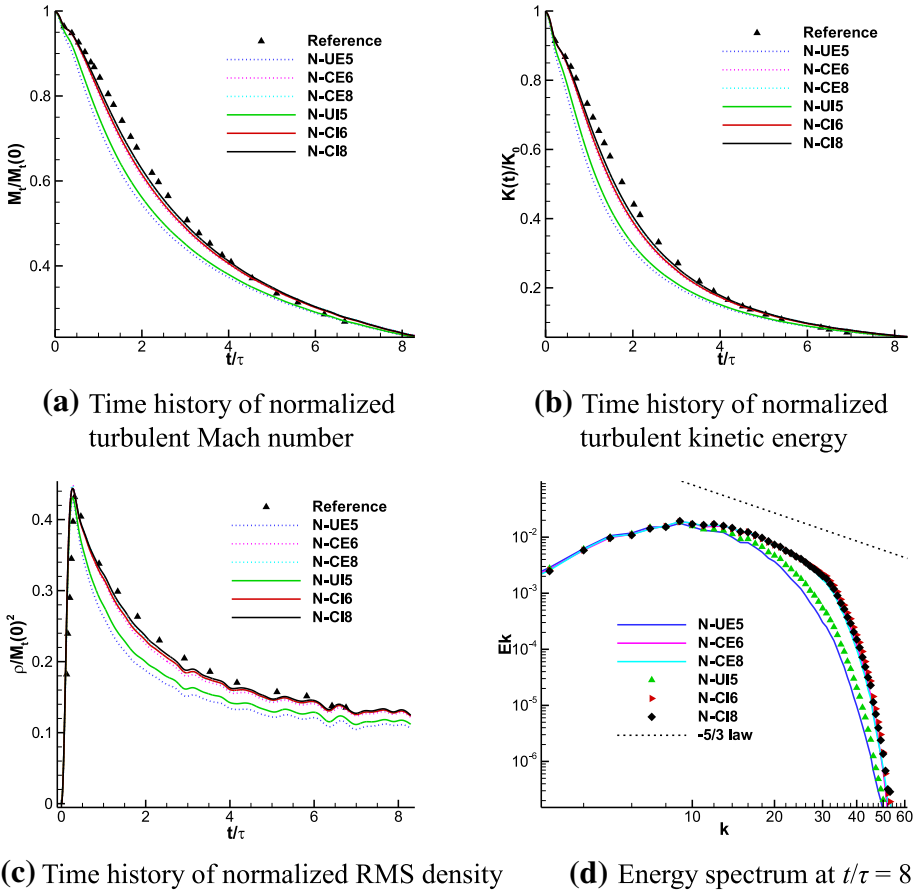 1
0.8
0.6
0.4
0
2
4
6
8
M_t/M_t(0)
t/τ
Reference
N-UE5
N-CE6
N-CE8
N-UI5
N-CI6
N-CI8
(a) Time history of normalized
turbulent Mach number
1
0.8
0.6
0.4
0.2
0
2
4
6
8
K(t)/K_0
t/τ
Reference
N-UE5
N-CE6
N-CE8
N-UI5
N-CI6
N-CI8
(b) Time history of normalized
turbulent kinetic energy
0.4
0.3
0.2
0.1
0
0
2
4
6
8
ρ/M_t(0)^2
t/τ
Reference
N-UE5
N-CE6
N-CE8
N-UI5
N-CI6
N-CI8
(c) Time history of normalized RMS density
10^-2
10^-3
10^-4
10^-5
10^-6
10
20
30
40
50
60
Ek
k
N-UE5
N-CE6
N-CE8
N-UI5
N-CI6
N-CI8
-5/3 law
(d) Energy spectrum at t/τ = 8